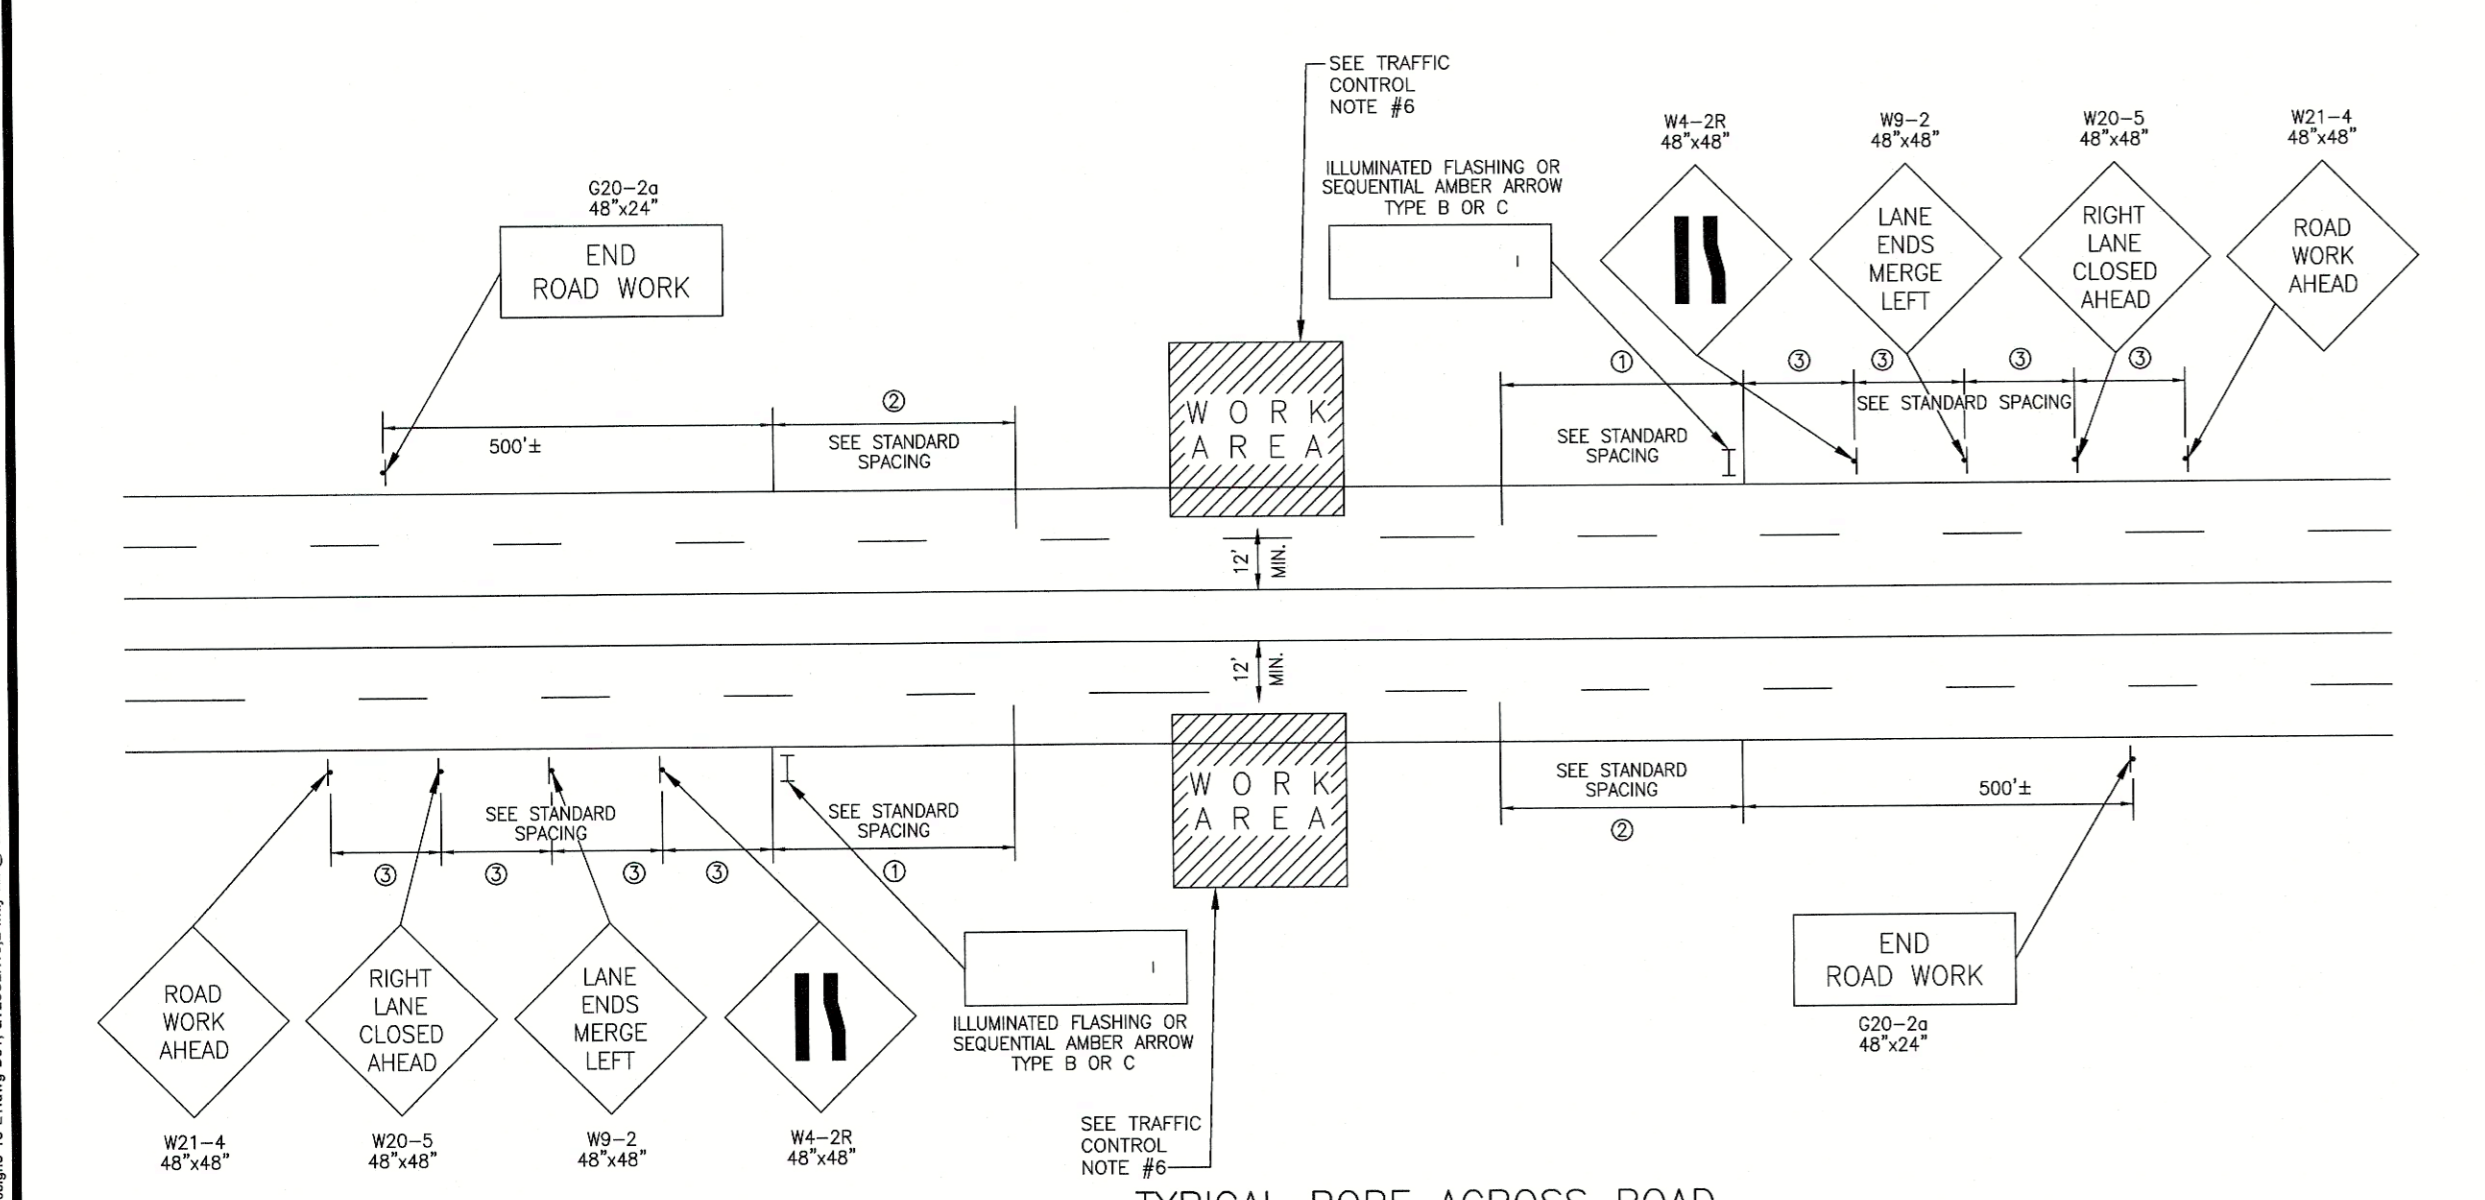 SEE TRAFFIC
CONTROL
NOTE #6
G20-2a
48"x24"
END
ROAD WORK
ILLUMINATED FLASHING OR
SEQUENTIAL AMBER ARROW
TYPE B OR C
W4-2R
48"x48"
W9-2
48"x48"
LANE
ENDS
MERGE
LEFT
W20-5
48"x48"
RIGHT
LANE
CLOSED
AHEAD
W21-4
48"x48"
ROAD
WORK
AHEAD
500'±
②
SEE STANDARD
SPACING
WORK
AREA
①
SEE STANDARD
SPACING
③
③
③
③
SEE STANDARD SPACING
12'
MIN.
12'
MIN.
SEE STANDARD
SPACING
③
③
③
③
SEE STANDARD
SPACING
①
WORK
AREA
SEE STANDARD
SPACING
②
500'±
ROAD
WORK
AHEAD
W21-4
48"x48"
RIGHT
LANE
CLOSED
AHEAD
W20-5
48"x48"
LANE
ENDS
MERGE
LEFT
W9-2
48"x48"
W4-2R
48"x48"
ILLUMINATED FLASHING OR
SEQUENTIAL AMBER ARROW
TYPE B OR C
SEE TRAFFIC
CONTROL
NOTE #6
END
ROAD WORK
G20-2a
48"x24"
TYPICAL BORE ACROSS ROAD